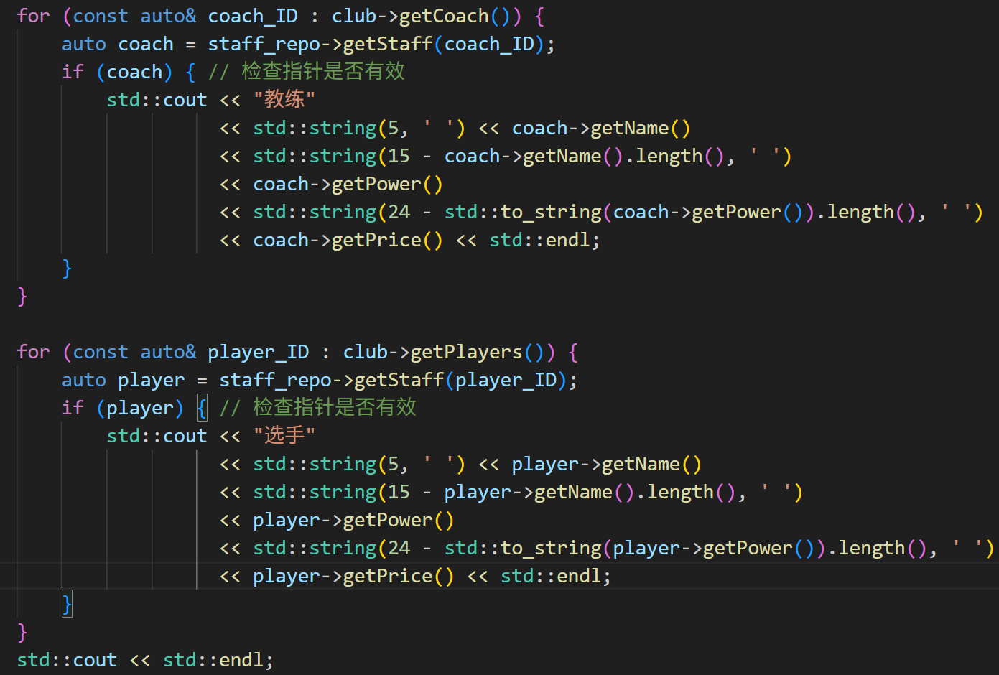 for (const auto& coach_ID : club->getCoach()) {
    auto coach = staff_repo->getStaff(coach_ID);
    if (coach) { // 检查指针是否有效
        std::cout << "教练"
                  << std::string(5, ' ') << coach->getName()
                  << std::string(15 - coach->getName().length(), ' ')
                  << coach->getPower()
                  << std::string(24 - std::to_string(coach->getPower()).length(), ' ')
                  << coach->getPrice() << std::endl;
    }
}

for (const auto& player_ID : club->getPlayers()) {
    auto player = staff_repo->getStaff(player_ID);
    if (player) { // 检查指针是否有效
        std::cout << "选手"
                  << std::string(5, ' ') << player->getName()
                  << std::string(15 - player->getName().length(), ' ')
                  << player->getPower()
                  << std::string(24 - std::to_string(player->getPower()).length(), ' ')
                  << player->getPrice() << std::endl;
    }
}
std::cout << std::endl;